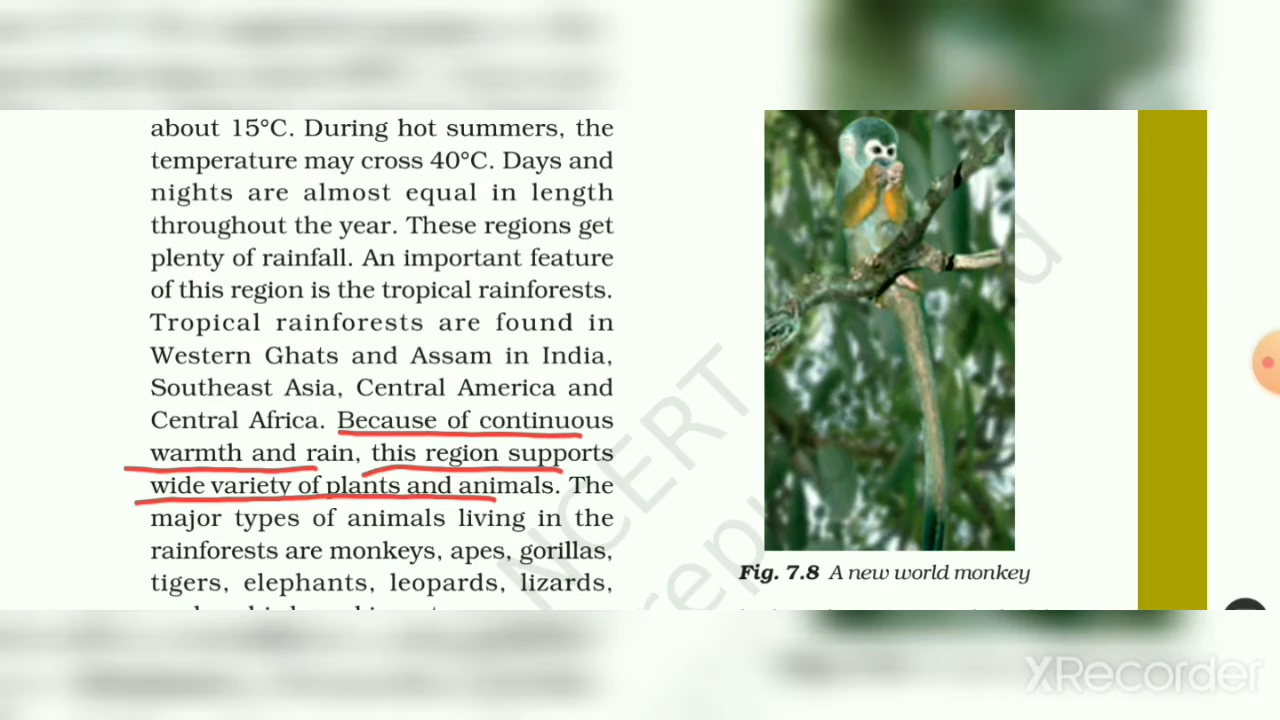 about 15°C. During hot summers, the
temperature may cross 40°C. Days and
nights are almost equal in length
throughout the year. These regions get
plenty of rainfall. An important feature
of this region is the tropical rainforests.
Tropical rainforests are found in
Western Ghats and Assam in India,
Southeast Asia, Central America and
Central Africa. Because of continuous
warmth and rain, this region supports
wide variety of plants and animals. The
major types of animals living in the
rainforests are monkeys, apes, gorillas,
tigers, elephants, leopards, lizards,
Fig. 7.8 A new world monkey
NCERT
XRecorder